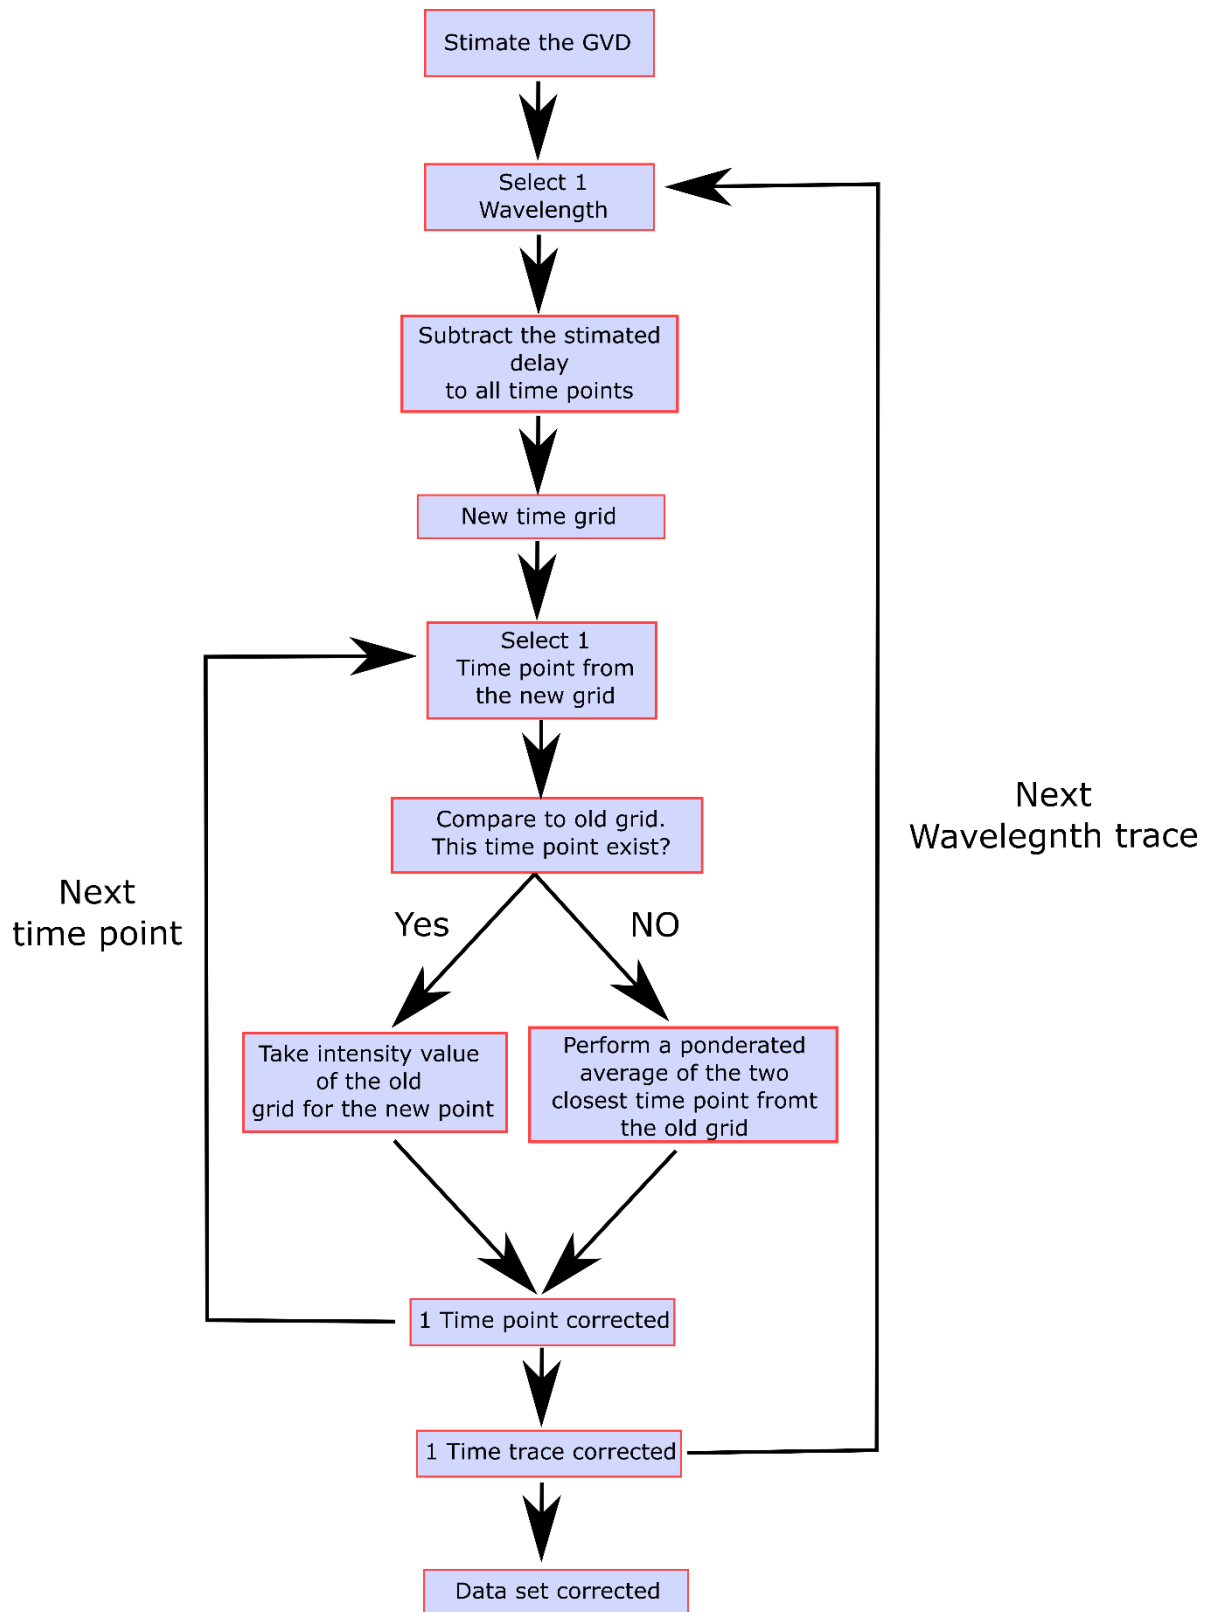 Stimate the GVD
Select 1
Wavelength
Subtract the stimated
delay
to all time points
New time grid
Select 1
Time point from
the new grid
Compare to old grid.
This time point exist?
Next
Wavelegnth trace
Next
time point
Yes
NO
Take intensity value
of the old
grid for the new point
Perform a ponderated
average of the two
closest time point fromt
the old grid
1 Time point corrected
1 Time trace corrected
Data set corrected